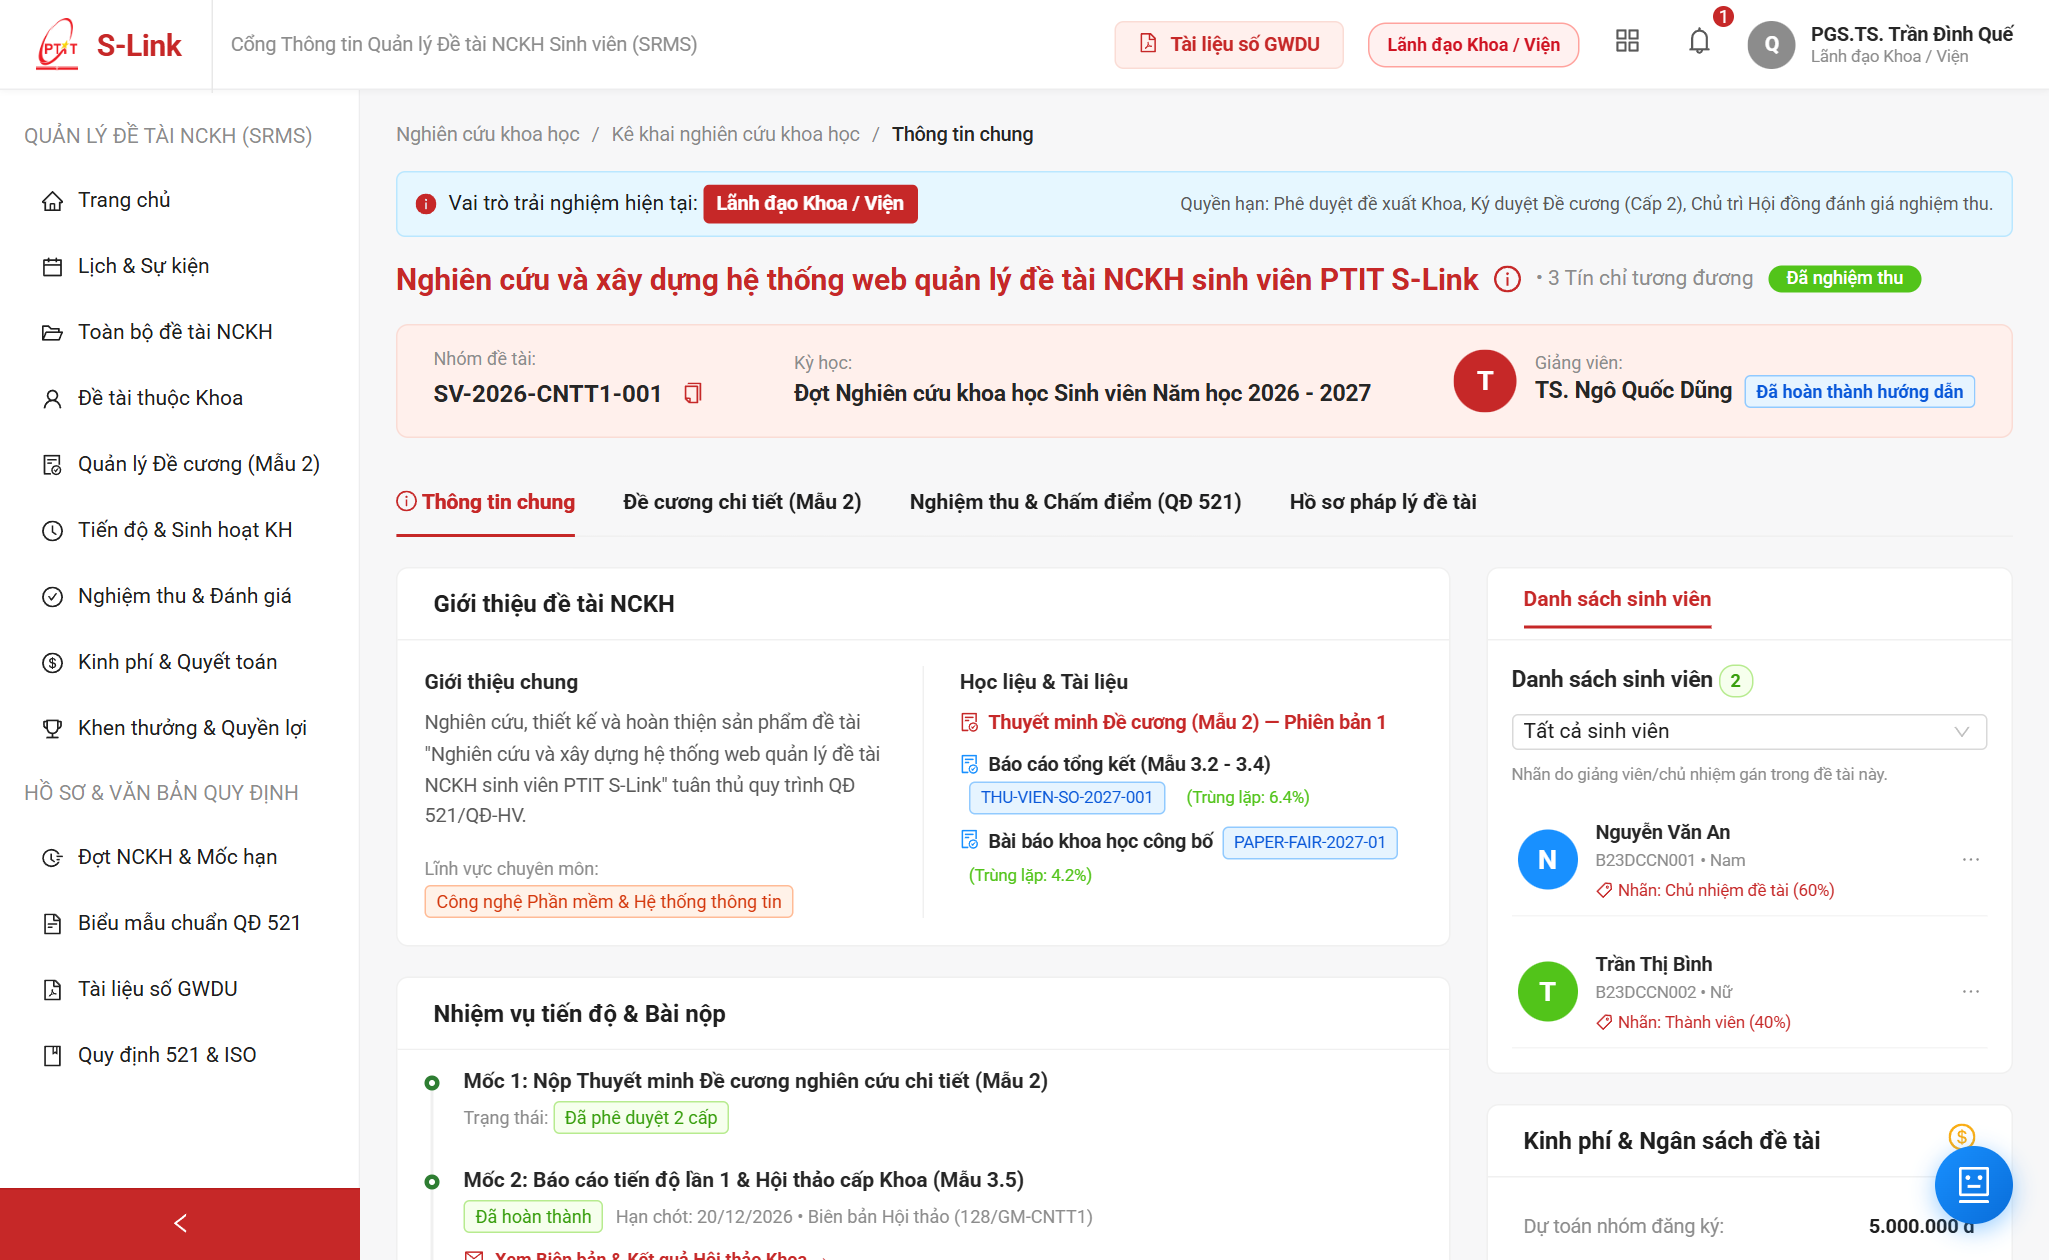 PTIT
S-Link
Cổng Thông tin Quản lý Đề tài NCKH Sinh viên (SRMS)
Tài liệu số GWDU
Lãnh đạo Khoa / Viện
1
Q
PGS.TS. Trần Đình Quế
Lãnh đạo Khoa / Viện
QUẢN LÝ ĐỀ TÀI NCKH (SRMS)
Trang chủ
Lịch & Sự kiện
Toàn bộ đề tài NCKH
Đề tài thuộc Khoa
Quản lý Đề cương (Mẫu 2)
Tiến độ & Sinh hoạt KH
Nghiệm thu & Đánh giá
Kinh phí & Quyết toán
Khen thưởng & Quyền lợi
HỒ SƠ & VĂN BẢN QUY ĐỊNH
Đợt NCKH & Mốc hạn
Biểu mẫu chuẩn QĐ 521
Tài liệu số GWDU
Quy định 521 & ISO
Nghiên cứu khoa học / Kê khai nghiên cứu khoa học / Thông tin chung
Vai trò trải nghiệm hiện tại: Lãnh đạo Khoa / Viện
Quyền hạn: Phê duyệt đề xuất Khoa, Ký duyệt Đề cương (Cấp 2), Chủ trì Hội đồng đánh giá nghiệm thu.
Nghiên cứu và xây dựng hệ thống web quản lý đề tài NCKH sinh viên PTIT S-Link • 3 Tín chỉ tương đương Đã nghiệm thu
Nhóm đề tài:
SV-2026-CNTT1-001
Kỳ học:
Đợt Nghiên cứu khoa học Sinh viên Năm học 2026 - 2027
T
Giảng viên:
TS. Ngô Quốc Dũng Đã hoàn thành hướng dẫn
Thông tin chung
Đề cương chi tiết (Mẫu 2)
Nghiệm thu & Chấm điểm (QĐ 521)
Hồ sơ pháp lý đề tài
Giới thiệu đề tài NCKH
Giới thiệu chung
Nghiên cứu, thiết kế và hoàn thiện sản phẩm đề tài
"Nghiên cứu và xây dựng hệ thống web quản lý đề tài
NCKH sinh viên PTIT S-Link" tuân thủ quy trình QĐ
521/QĐ-HV.
Lĩnh vực chuyên môn:
Công nghệ Phần mềm & Hệ thống thông tin
Học liệu & Tài liệu
Thuyết minh Đề cương (Mẫu 2) — Phiên bản 1
Báo cáo tổng kết (Mẫu 3.2 - 3.4)
THU-VIEN-SO-2027-001 (Trùng lặp: 6.4%)
Bài báo khoa học công bố PAPER-FAIR-2027-01
(Trùng lặp: 4.2%)
Nhiệm vụ tiến độ & Bài nộp
Mốc 1: Nộp Thuyết minh Đề cương nghiên cứu chi tiết (Mẫu 2)
Trạng thái: Đã phê duyệt 2 cấp
Mốc 2: Báo cáo tiến độ lần 1 & Hội thảo cấp Khoa (Mẫu 3.5)
Đã hoàn thành Hạn chót: 20/12/2026 • Biên bản Hội thảo (128/GM-CNTT1)
Xem Biên bản & Kết quả Hội thảo Khoa
Danh sách sinh viên
Danh sách sinh viên 2
Tất cả sinh viên
Nhãn do giảng viên/chủ nhiệm gán trong đề tài này.
N
Nguyễn Văn An
B23DCCN001 • Nam
Nhãn: Chủ nhiệm đề tài (60%)
T
Trần Thị Bình
B23DCCN002 • Nữ
Nhãn: Thành viên (40%)
Kinh phí & Ngân sách đề tài
Dự toán nhóm đăng ký:
5.000.000 đ